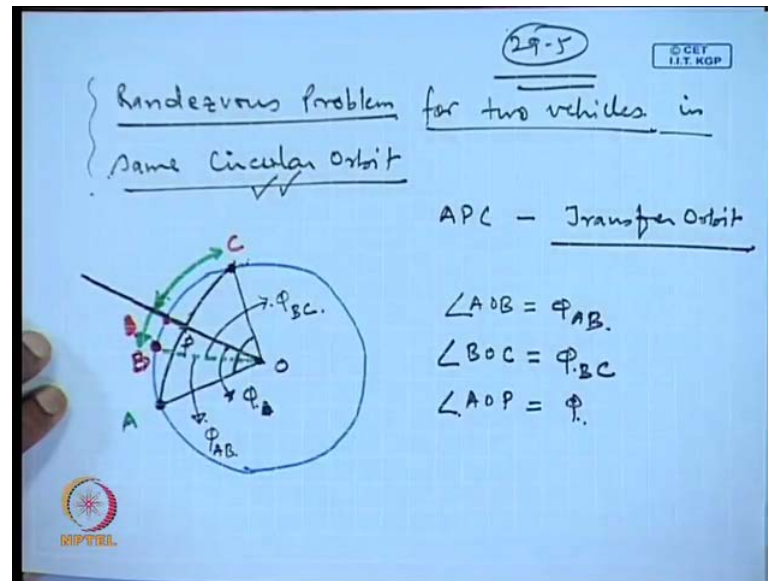 29-5
© CET
I.I.T. KGP
Randezvous Problem for two vehicles in
same Circular Orbit
APC - Transfer Orbit
C
φBC.
∠AOB = φAB.
B
P
O
∠BOC = φBC
A
φ
∠AOP = φ.
φAB.
NPTEL